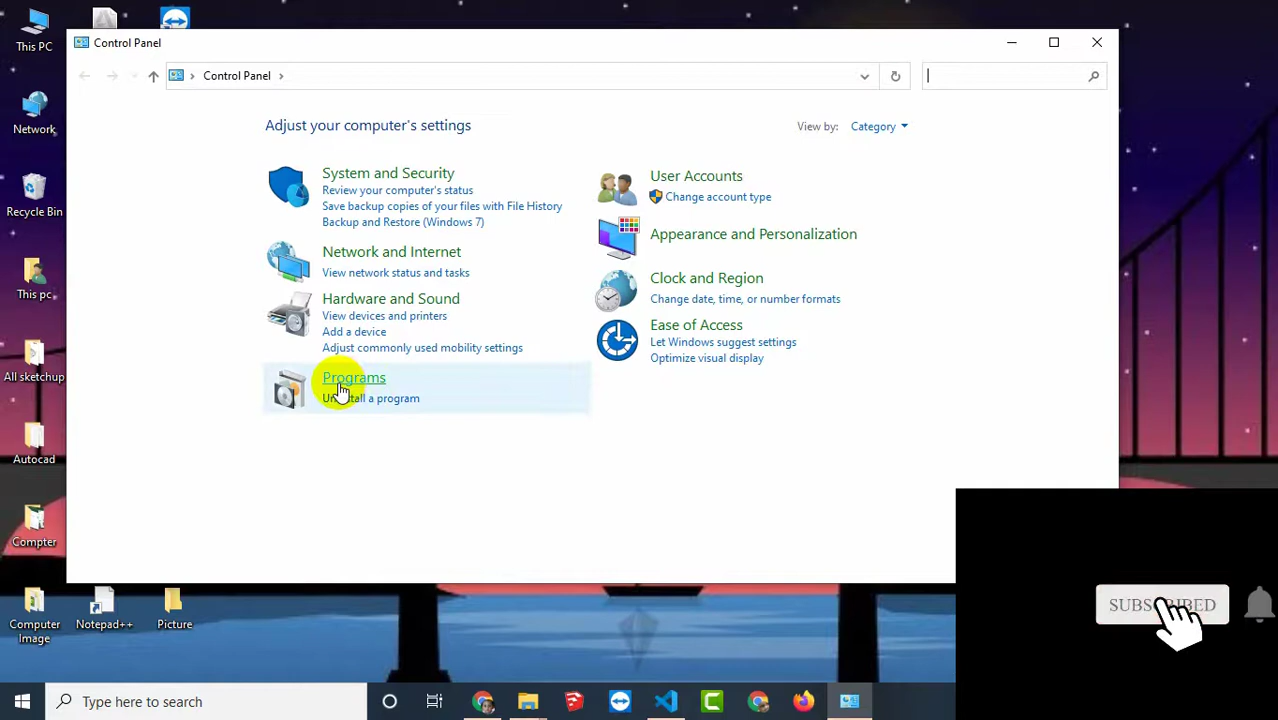 This PC
Control Panel
Control Panel
Network
Adjust your computer's settings
View by:
Category
System and Security
Review your computer's status
Save backup copies of your files with File History
Backup and Restore (Windows 7)
User Accounts
Change account type
Recycle Bin
Appearance and Personalization
Network and Internet
View network status and tasks
Clock and Region
Change date, time, or number formats
This pc
Hardware and Sound
View devices and printers
Add a device
Adjust commonly used mobility settings
Ease of Access
Let Windows suggest settings
Optimize visual display
All sketchup
Programs
Uninstall a program
Autocad
Compter
SUBSCRIBED
Computer
Image
Notepad++
Picture
Type here to search